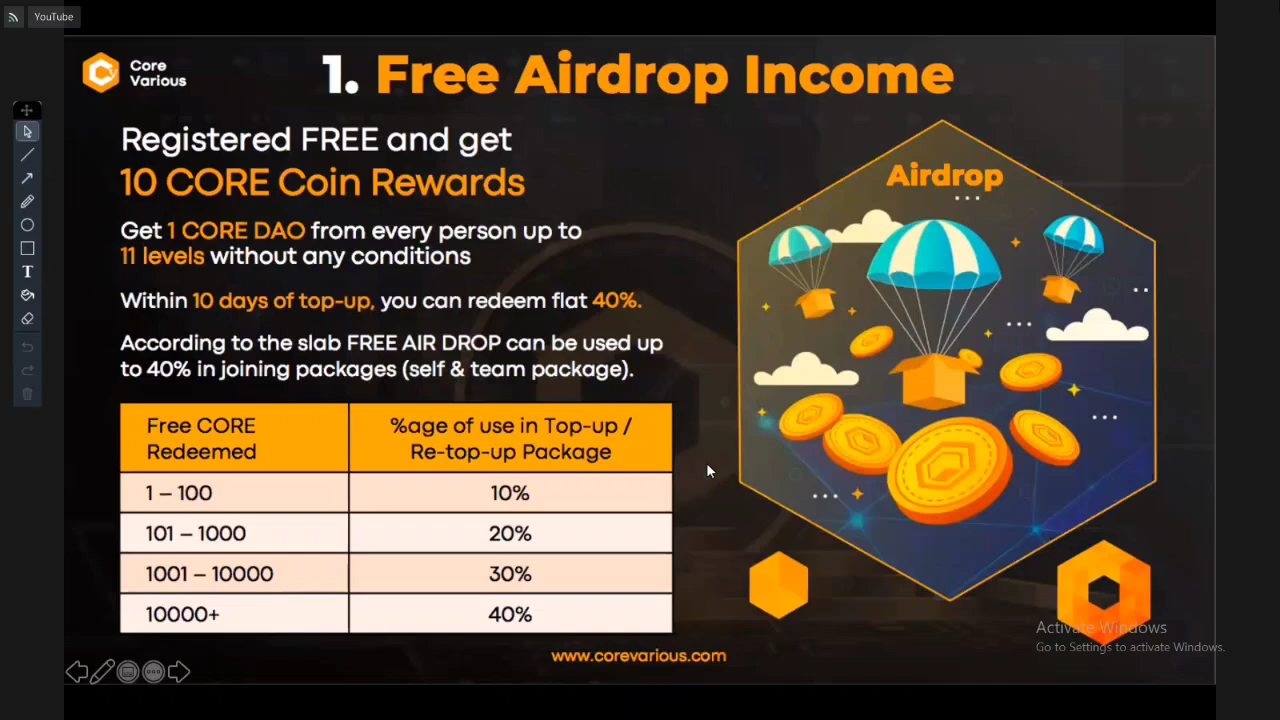 YouTube
Core
Various
1. Free Airdrop Income
Registered FREE and get
10 CORE Coin Rewards
Get 1 CORE DAO from every person up to
11 levels without any conditions
Within 10 days of top-up, you can redeem flat 40%.
According to the slab FREE AIR DROP can be used up
to 40% in joining packages (self & team package).
Free CORE
Redeemed
%age of use in Top-up /
Re-top-up Package
1 – 100
10%
101 – 1000
20%
1001 – 10000
30%
10000+
40%
Airdrop
www.corevarious.com
Activate Windows
Go to Settings to activate Windows.
T